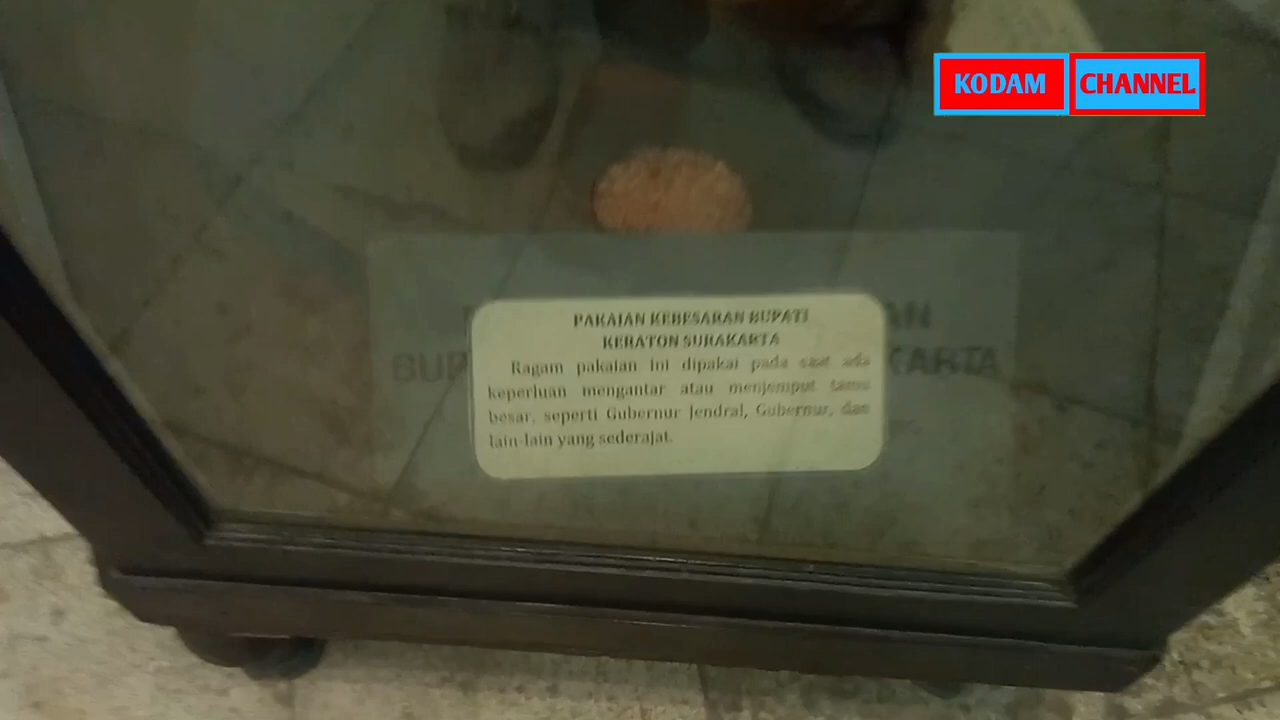 KODAM CHANNEL
PAKAIAN KEBESARAN BUPATI
KERATON SURAKARTA
Ragam pakaian ini dipakai pada saat ada
keperluan mengantar atau menjemput tamu
besar, seperti Gubernur Jendral, Gubernur, dan
lain-lain yang sederajat.